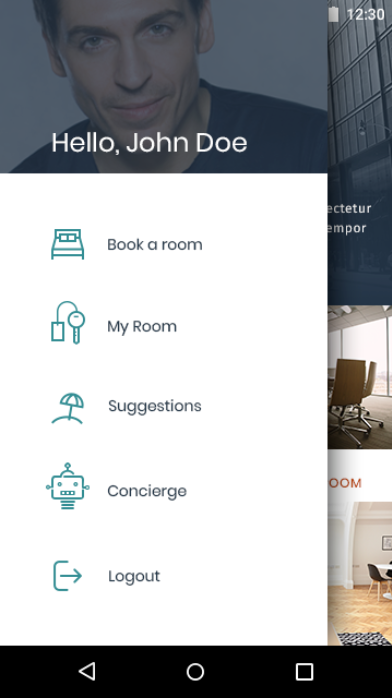 12:30
Hello, John Doe
ectetur
empor
Book a room
My Room
Suggestions
Concierge
OOM
Logout